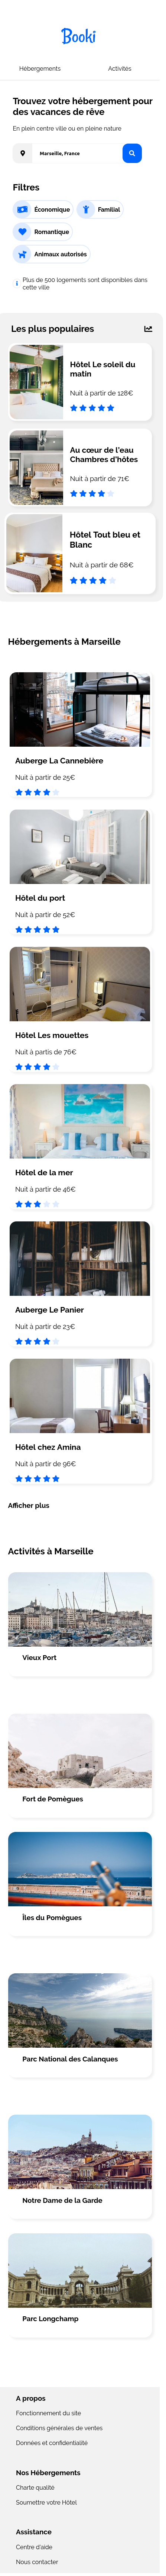 Booki
Hébergements
Activités
Trouvez votre hébergement pour
des vacances de rêve
En plein centre ville ou en pleine nature
Marseille, France
Filtres
Économique
Familial
Romantique
Animaux autorisés
Plus de 500 logements sont disponibles dans
cette ville
Les plus populaires
Hôtel Le soleil du
matin
Nuit à partir de 128€
Au cœur de l'eau
Chambres d'hôtes
Nuit à partir de 71€
Hôtel Tout bleu et
Blanc
Nuit à partir de 68€
Hébergements à Marseille
Auberge La Cannebière
Nuit à partir de 25€
Hôtel du port
Nuit à partir de 52€
Hôtel Les mouettes
Nuit à partis de 76€
Hôtel de la mer
Nuit à partir de 46€
Auberge Le Panier
Nuit à partir de 23€
Hôtel chez Amina
Nuit à partir de 96€
Afficher plus
Activités à Marseille
Vieux Port
Fort de Pomègues
Îles du Pomègues
Parc National des Calanques
Notre Dame de la Garde
Parc Longchamp
A propos
Fonctionnement du site
Conditions générales de ventes
Données et confidentialité
Nos Hébergements
Charte qualité
Soumettre votre Hôtel
Assistance
Centre d'aide
Nous contacter